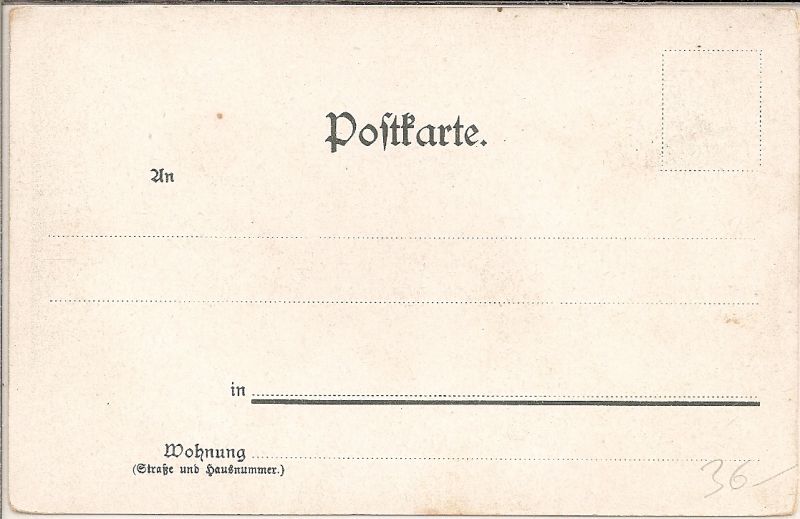 Poſtkarte.
An
in
Wohnung
(Straße und Hausnummer.)
36-